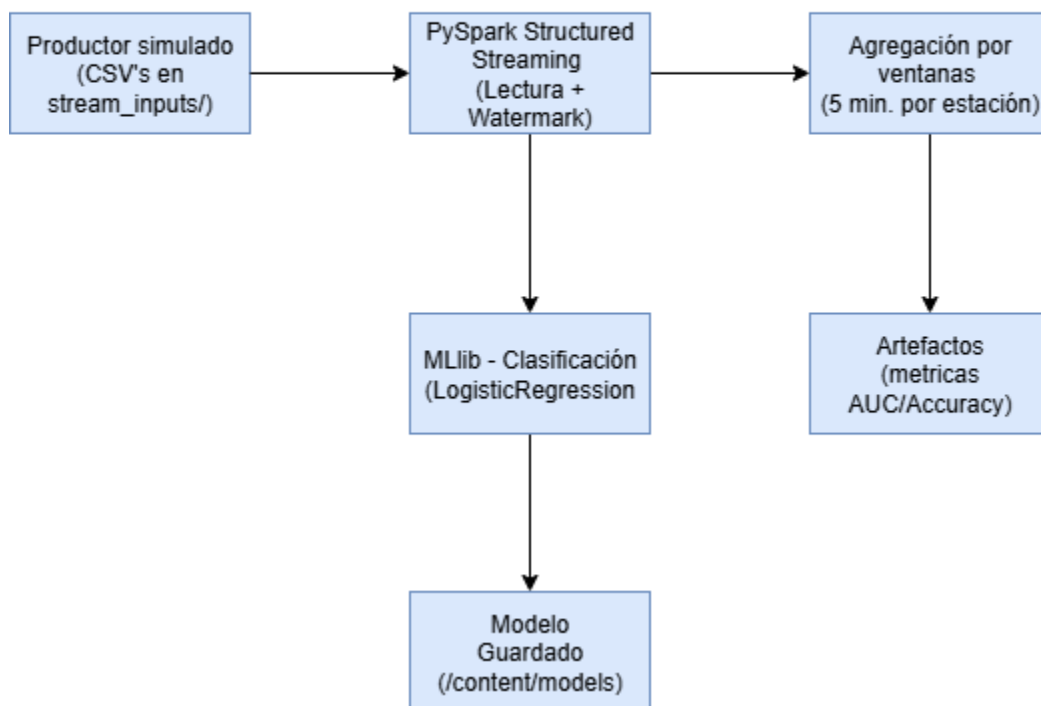 Productor simulado
(CSV's en
stream_inputs/)
PySpark Structured
Streaming
(Lectura +
Watermark)
Agregación por
ventanas
(5 min. por estación)
MLlib - Clasificación
(LogisticRegression
Artefactos
(metricas
AUC/Accuracy)
Modelo
Guardado
(/content/models)